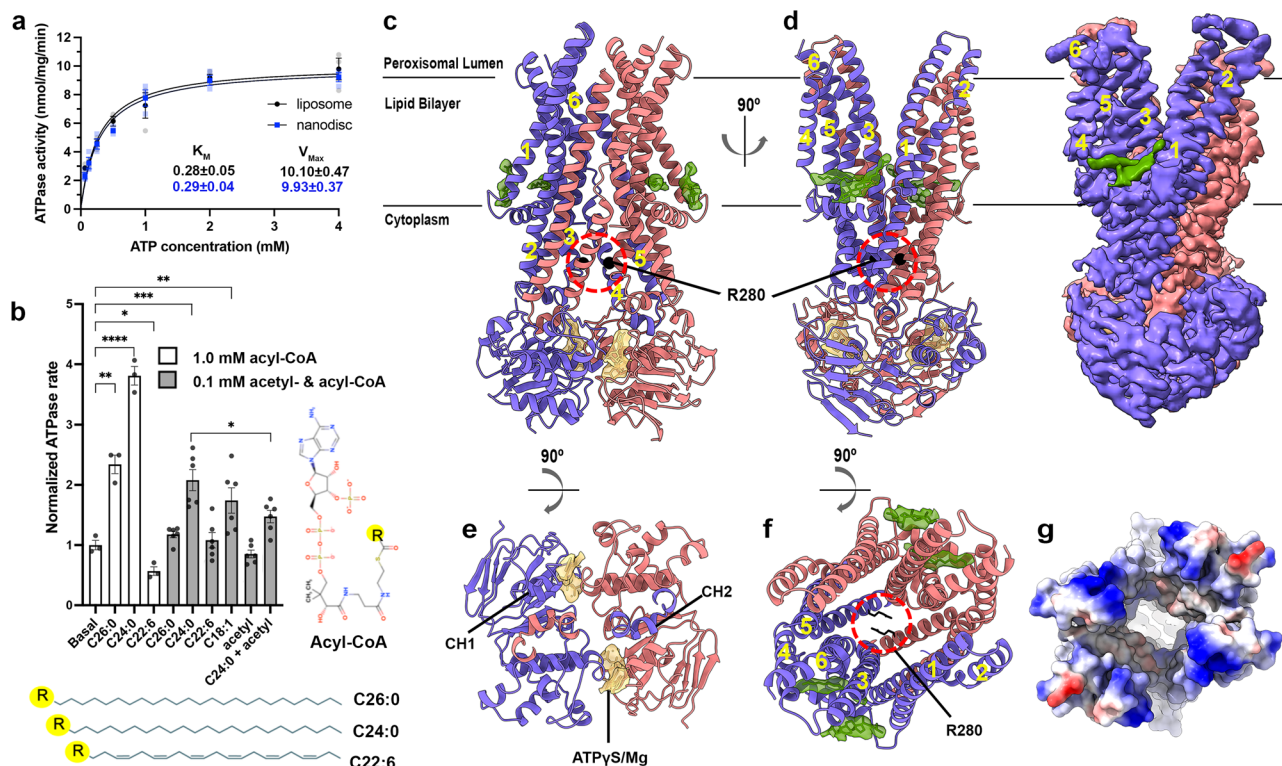 a
ATPase activity (nmol/mg/min)
12
10
8
6
4
2
0
0
1
2
3
4
ATP concentration (mM)
liposome
nanodisc
K_M
V_Max
0.28±0.05
10.10±0.47
0.29±0.04
9.93±0.37
b
Normalized ATPase rate
5
4
3
2
1
0
**
***
*
****
**
*
1.0 mM acyl-CoA
0.1 mM acetyl- & acyl-CoA
Basal
C26:0
C24:0
C22:6
C26:0
C24:0
C22:6
C18:1
acetyl
C24:0 + acetyl
R
Acyl-CoA
R
C26:0
R
C24:0
R
C22:6
c
Peroxisomal Lumen
Lipid Bilayer
Cytoplasm
6
1
3
2
5
4
R280
90º
d
6
2
5
4
3
1
6
2
5
3
4
1
90º
e
CH1
CH2
ATPγS/Mg
90º
f
5
4
6
3
1
2
R280
g